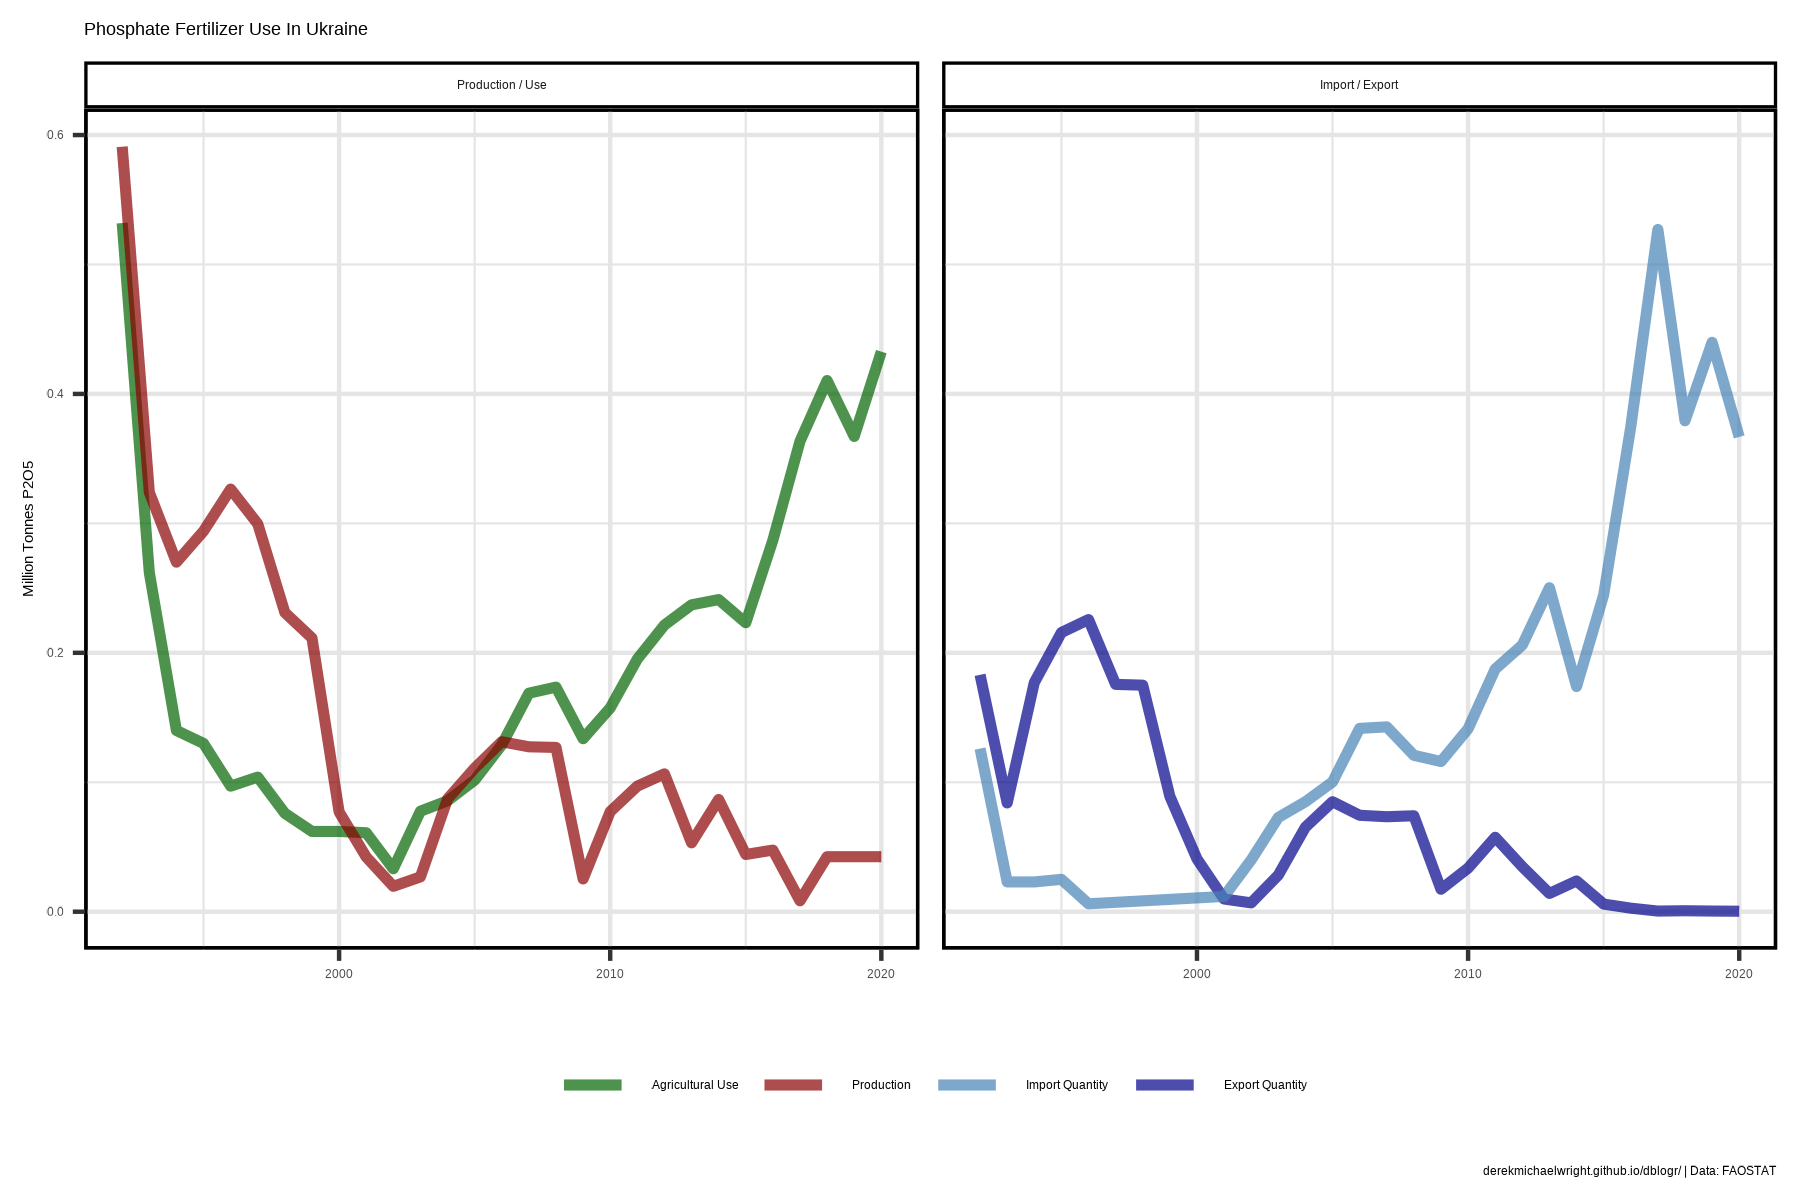 Phosphate Fertilizer Use In Ukraine
Production / Use
Import / Export
Million Tonnes P2O5
0.6
0.4
0.2
0.0
2000
2010
2020
2000
2010
2020
Agricultural Use
Production
Import Quantity
Export Quantity
derekmichaelwright.github.io/dblogr/ | Data: FAOSTAT